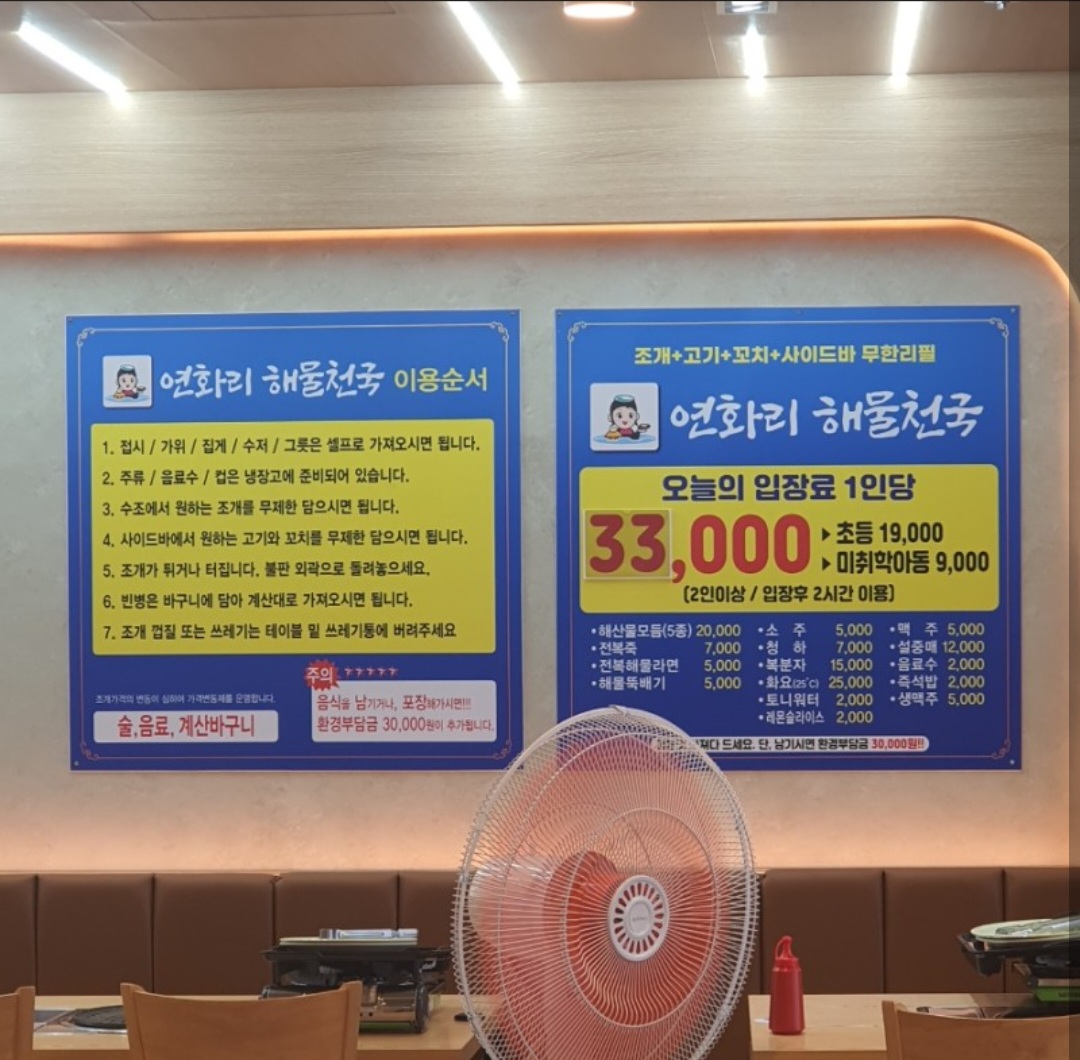 연화리 해물천국 이용순서
1. 접시 / 가위 / 집게 / 수저 / 그릇은 셀프로 가져오시면 됩니다.
2. 주류 / 음료수 / 컵은 냉장고에 준비되어 있습니다.
3. 수조에서 원하는 조개를 무제한 담으시면 됩니다.
4. 사이드바에서 원하는 고기와 꼬치를 무제한 담으시면 됩니다.
5. 조개가 튀거나 터집니다. 불판 외곽으로 돌려놓으세요.
6. 빈병은 바구니에 담아 계산대로 가져오시면 됩니다.
7. 조개 껍질 또는 쓰레기는 테이블 밑 쓰레기통에 버려주세요
조개가격의 변동이 심하여 가격변동제를 운영합니다.
술,음료, 계산바구니
주의
음식을 남기거나, 포장해가시면!!!
환경부담금 30,000원이 추가됩니다.
조개+고기+꼬치+사이드바 무한리필
연화리 해물천국
오늘의 입장료 1인당
33,000
▸초등 19,000
▸미취학아동 9,000
(2인이상 / 입장후 2시간 이용)
•해산물모듬(5종) 20,000
•전복죽 7,000
•전복해물라면 5,000
•해물뚝배기 5,000
•소 주 5,000
•청 하 7,000
•복분자 15,000
•화요(25˚C) 25,000
•토니워터 2,000
•레몬슬라이스 2,000
•맥 주 5,000
•설중매 12,000
•음료수 2,000
•즉석밥 2,000
•생맥주 5,000
드세요. 단, 남기시면 환경부담금 30,000원!!